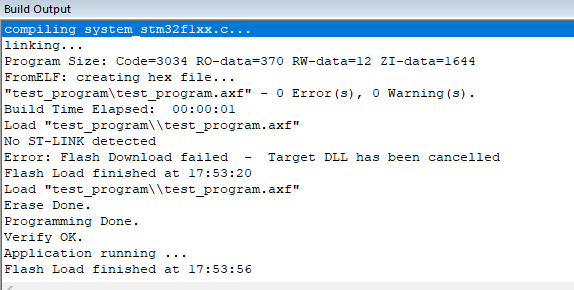 Build Output
compiling system_stm32f1xx.c...
linking...
Program Size: Code=3034 RO-data=370 RW-data=12 ZI-data=1644
FromELF: creating hex file...
"test_program\test_program.axf" - 0 Error(s), 0 Warning(s).
Build Time Elapsed:  00:00:01
Load "test_program\\test_program.axf"
No ST-LINK detected
Error: Flash Download failed  -  Target DLL has been cancelled
Flash Load finished at 17:53:20
Load "test_program\\test_program.axf"
Erase Done.
Programming Done.
Verify OK.
Application running ...
Flash Load finished at 17:53:56